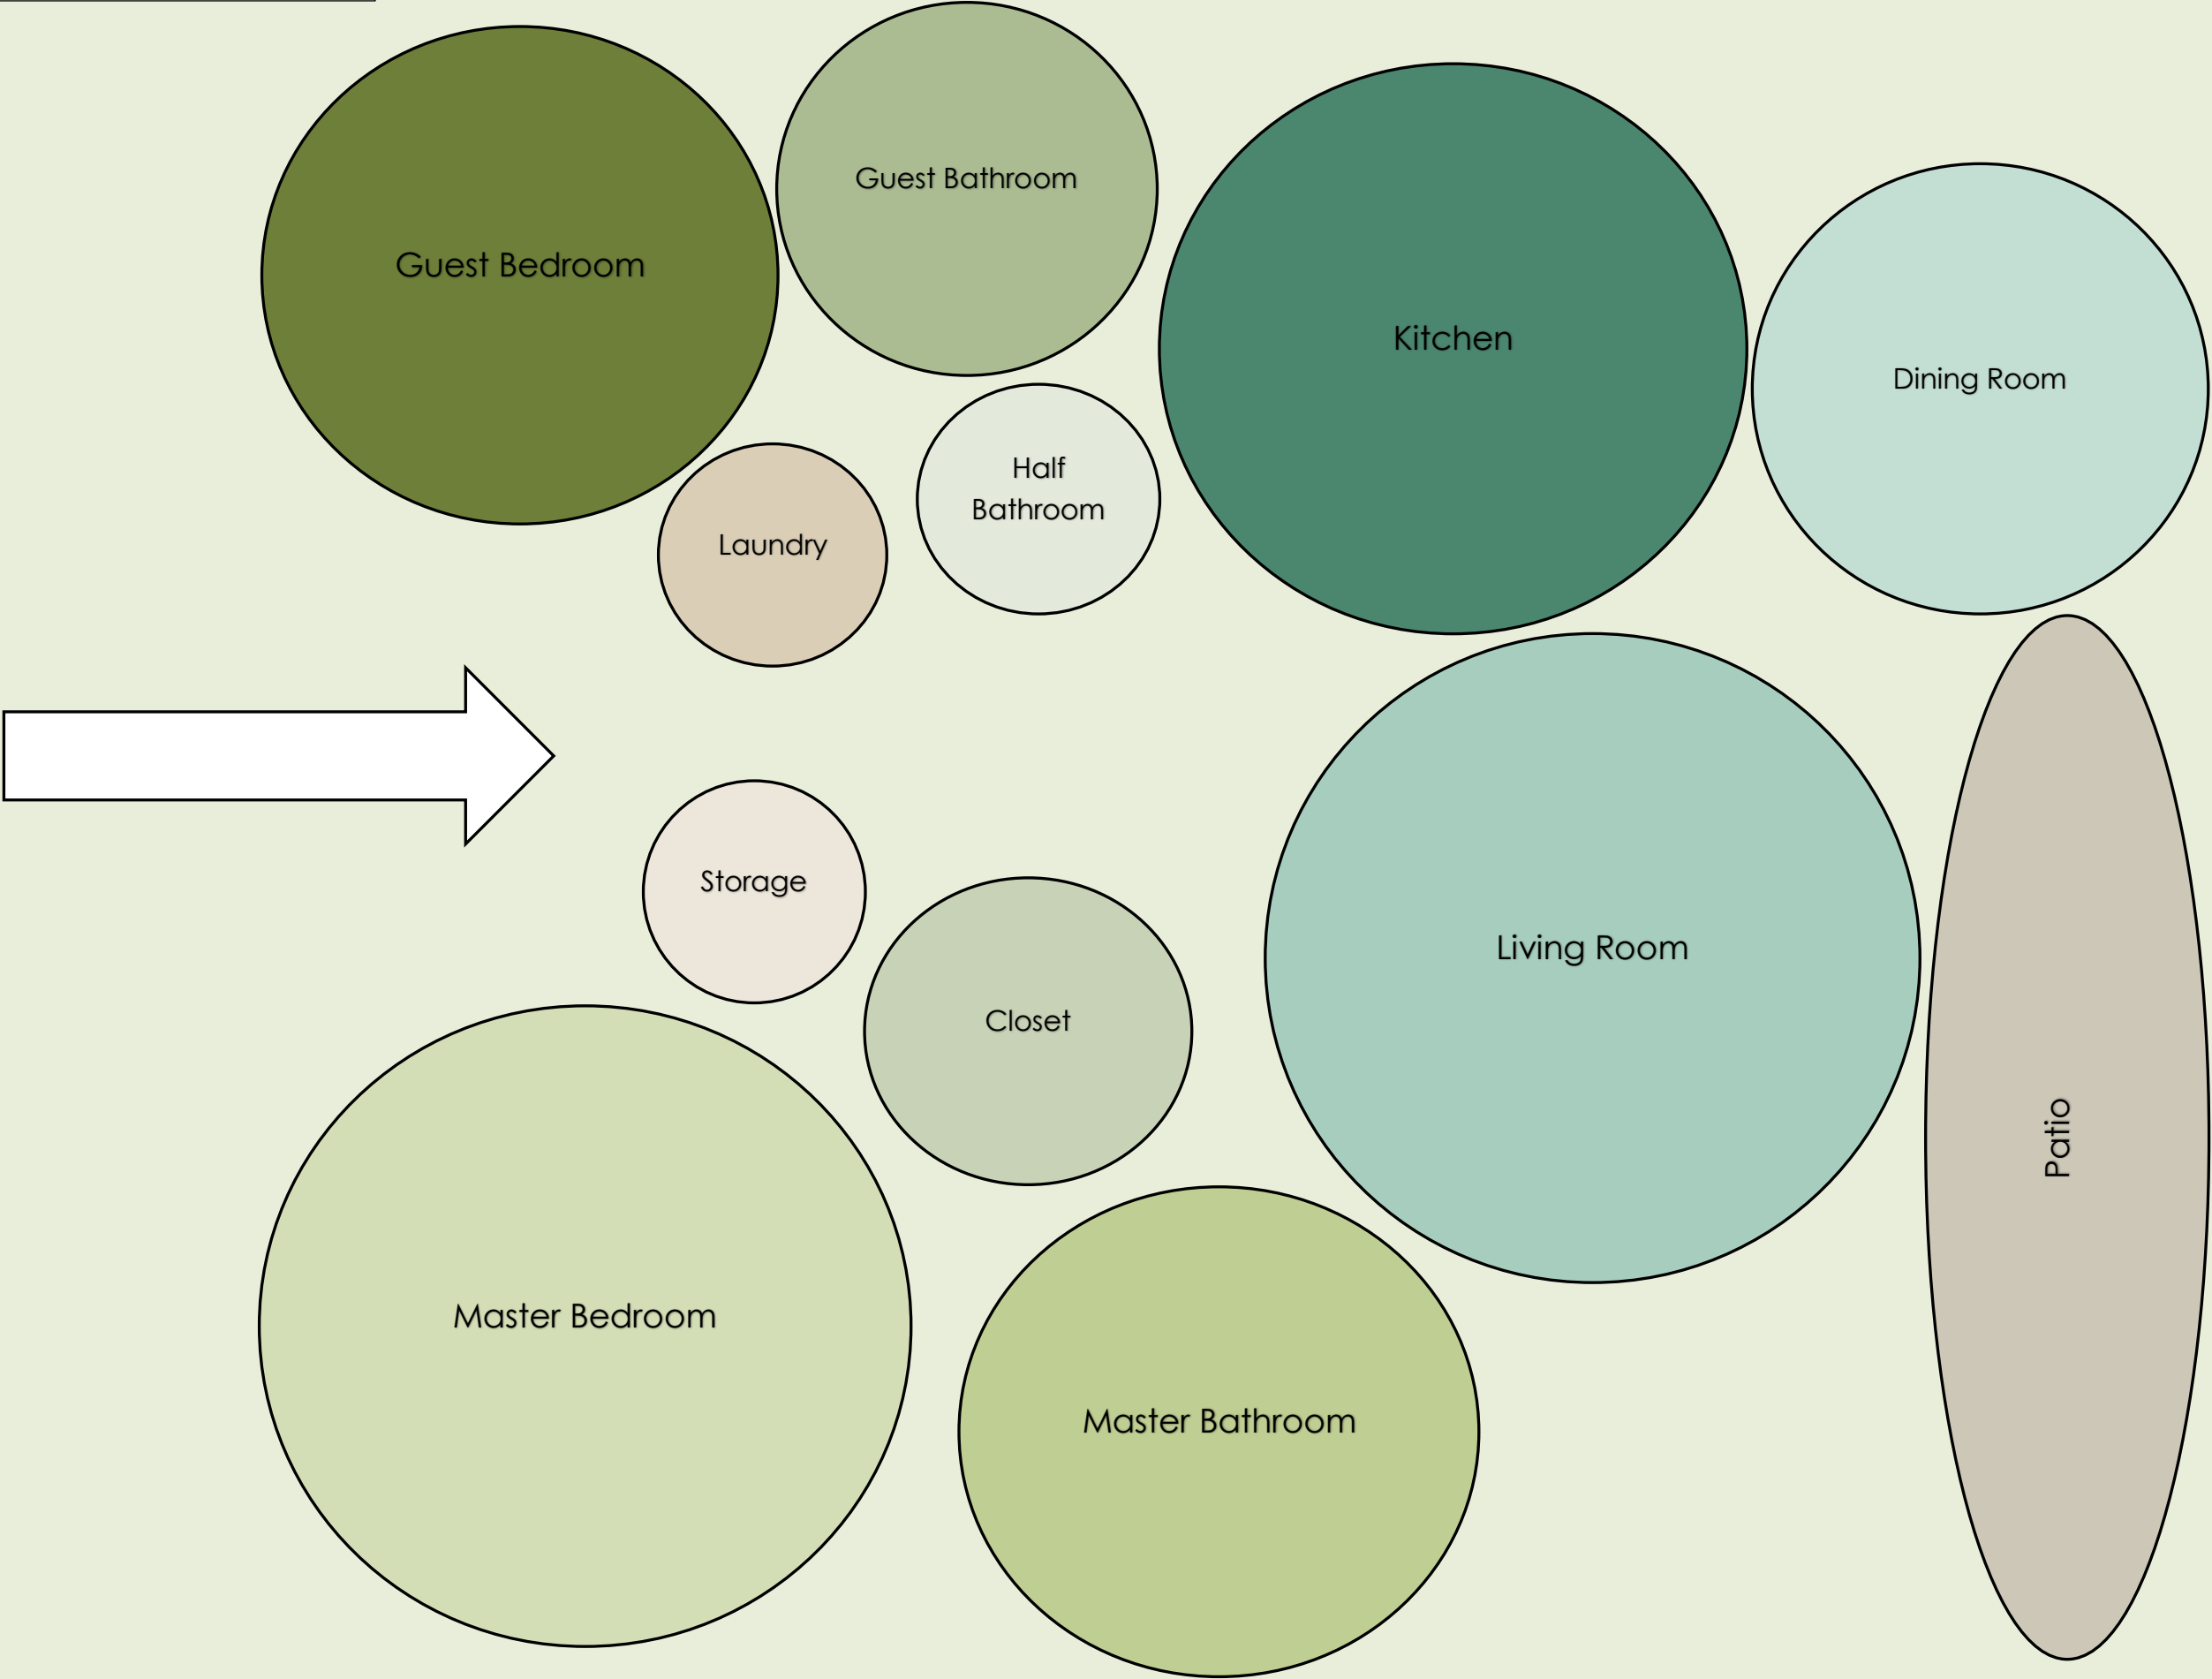 Guest Bathroom
Guest Bedroom
Kitchen
Dining Room
Half
Bathroom
Laundry
Storage
Living Room
Closet
Patio
Master Bedroom
Master Bathroom